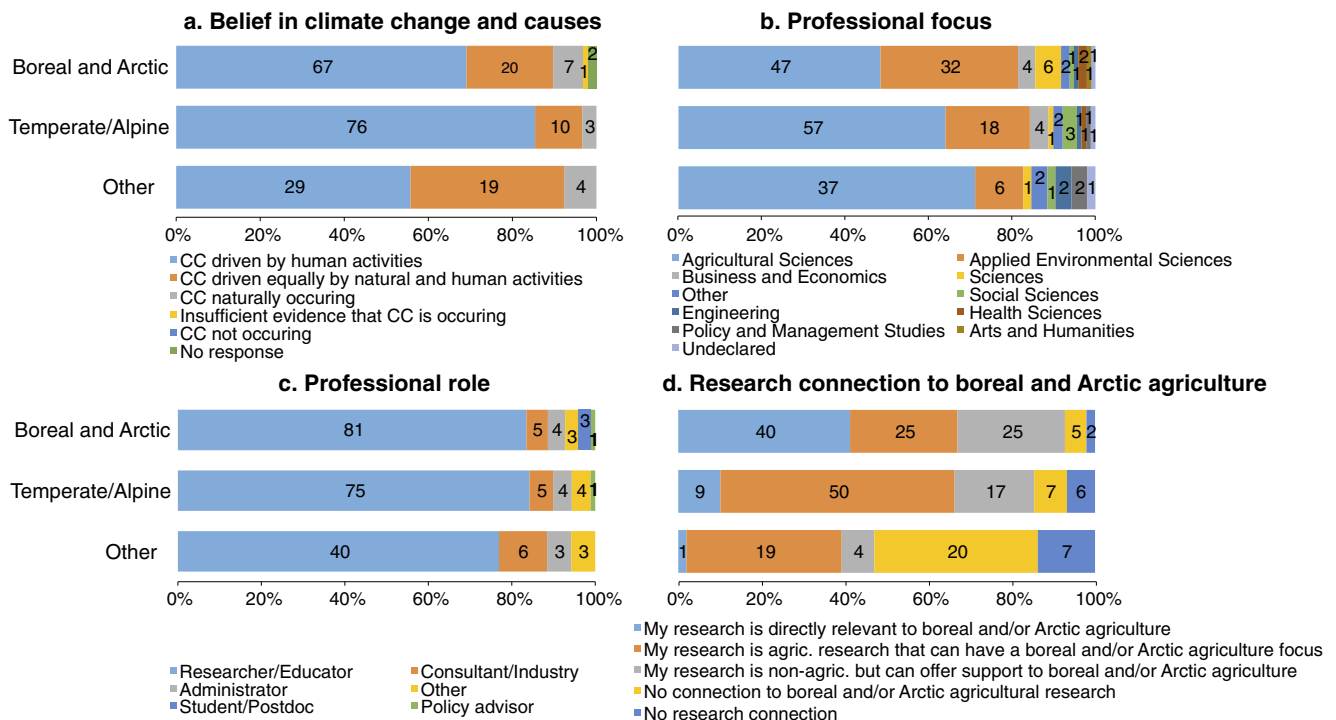 a. Belief in climate change and causes
Boreal and Arctic
67 20 7 1 2
Temperate/Alpine
76 10 3
Other
29 19 4
0% 20% 40% 60% 80% 100%
CC driven by human activities
CC driven equally by natural and human activities
CC naturally occuring
Insufficient evidence that CC is occuring
CC not occuring
No response
b. Professional focus
47 32 4 6 2 1 1 2 1 1
57 18 4 1 2 3 1 1 1 1
37 6 1 2 1 2 2 1
0% 20% 40% 60% 80% 100%
Agricultural Sciences Applied Environmental Sciences
Business and Economics Sciences
Other Social Sciences
Engineering Health Sciences
Policy and Management Studies Arts and Humanities
Undeclared
c. Professional role
Boreal and Arctic
81 5 4 3 3 1
Temperate/Alpine
75 5 4 4 1
Other
40 6 3 3
0% 20% 40% 60% 80% 100%
Researcher/Educator Consultant/Industry
Administrator Other
Student/Postdoc Policy advisor
d. Research connection to boreal and Arctic agriculture
40 25 25 5 2
9 50 17 7 6
1 19 4 20 7
0% 20% 40% 60% 80% 100%
My research is directly relevant to boreal and/or Arctic agriculture
My research is agric. research that can have a boreal and/or Arctic agriculture focus
My research is non-agric. but can offer support to boreal and/or Arctic agriculture
No connection to boreal and/or Arctic agricultural research
No research connection